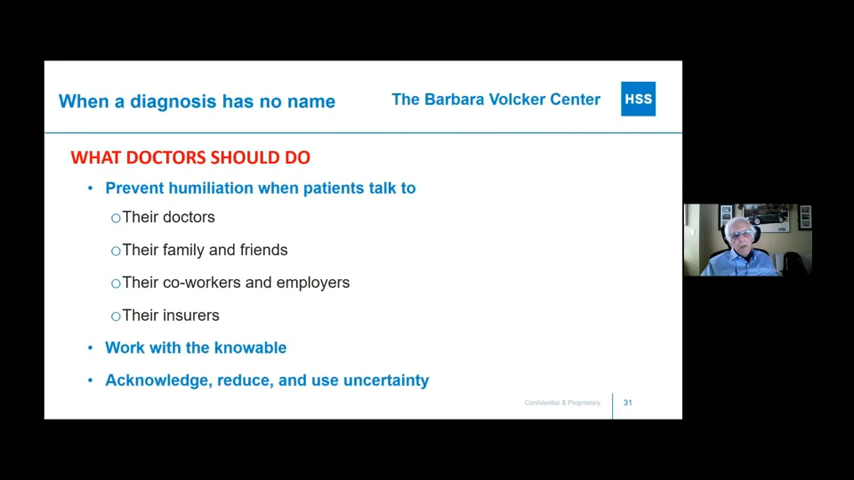 When a diagnosis has no name
The Barbara Volcker Center
HSS
WHAT DOCTORS SHOULD DO
• Prevent humiliation when patients talk to
o Their doctors
o Their family and friends
o Their co-workers and employers
o Their insurers
• Work with the knowable
• Acknowledge, reduce, and use uncertainty
Confidential & Proprietary
31